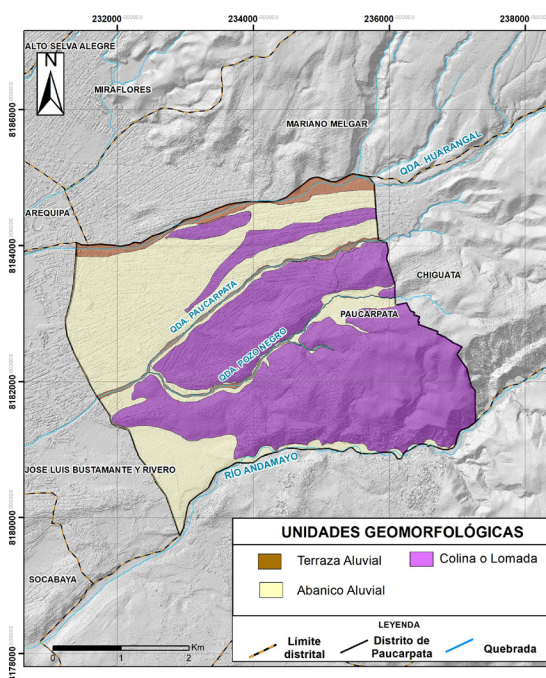 232000
234000
236000
238000
ALTO SELVA ALEGRE
N
MIRAFLORES
8186000
MARIANO MELGAR
QDA. HUARANGAL
AREQUIPA
8184000
CHIGUATA
QDA. PAUCARPATA
PAUCARPATA
QDA. POZO NEGRO
8182000
JOSE LUIS BUSTAMANTE Y RIVERO
RÍO ANDAMAYO
8180000
SOCABAYA
8178000
0 1 2 Km
UNIDADES GEOMORFOLÓGICAS
Terraza Aluvial
Colina o Lomada
Abanico Aluvial
LEYENDA
Límite distrital
Distrito de Paucarpata
Quebrada